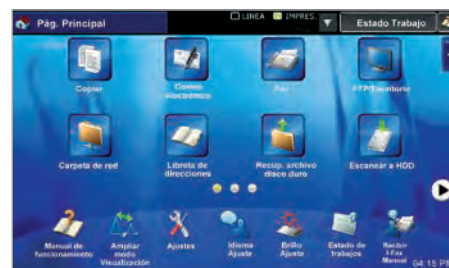 Pág. Principal
LINEA
IMPRES.
Estado Trabajo
Copiar
Correo
electrónico
Fax
FTP/Escritorio
Carpeta de red
Libreta de
direcciones
Recup. archivo
disco duro
Escanear a HDD
Manual de
funcionamiento
Ampliar
modo
Visualización
Ajustes
Idioma
Ajuste
Brillo
Ajuste
Estado de
trabajos
Recibir
I-Fax
Manual
04:15 P